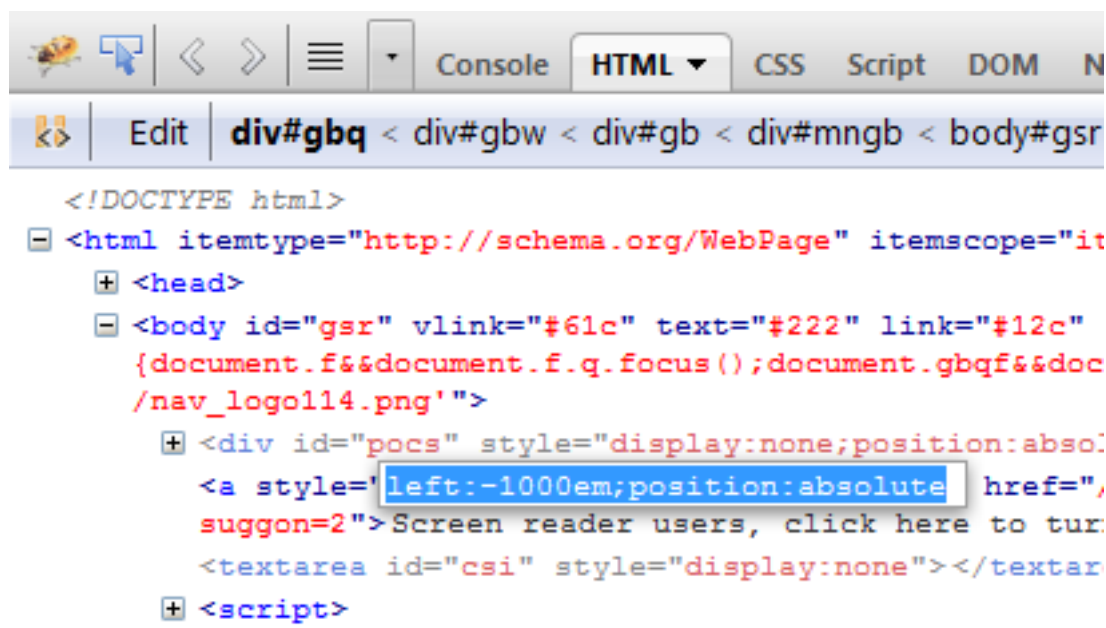 Console HTML CSS Script DOM N
Edit div#gbq < div#gbw < div#gb < div#mngb < body#gsr
<!DOCTYPE html>
<html itemtype="http://schema.org/WebPage" itemscope="it
<head>
<body id="gsr" vlink="#61c" text="#222" link="#12c"
{document.f&&document.f.q.focus();document.gbqf&&doc
/nav_logo114.png'">
<div id="pocs" style="display:none;position:absol
<a style="left:-1000em;position:absolute href="/
suggon=2">Screen reader users, click here to tur
<textarea id="csi" style="display:none"></textar
<script>